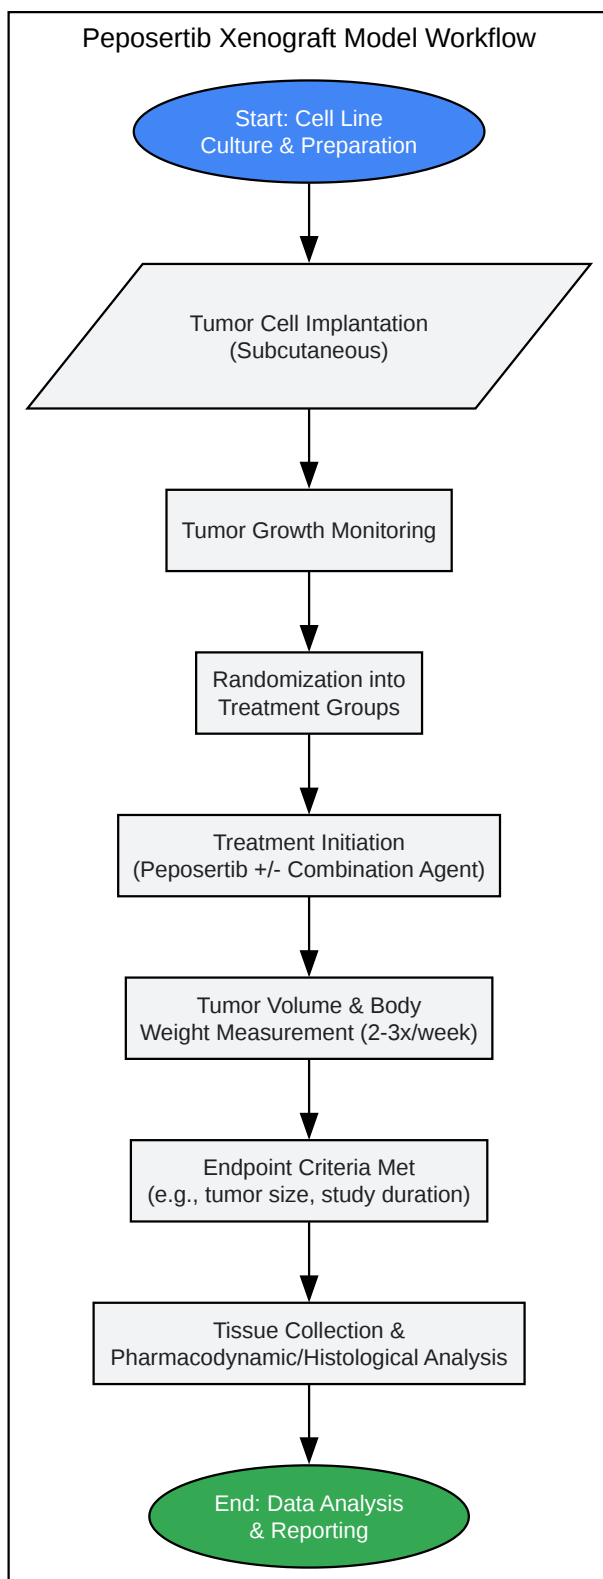 Peposertib Xenograft Model Workflow
Start: Cell Line
Culture & Preparation
Tumor Cell Implantation
(Subcutaneous)
Tumor Growth Monitoring
Randomization into
Treatment Groups
Treatment Initiation
(Peposertib +/- Combination Agent)
Tumor Volume & Body
Weight Measurement (2-3x/week)
Endpoint Criteria Met
(e.g., tumor size, study duration)
Tissue Collection &
Pharmacodynamic/Histological Analysis
End: Data Analysis
& Reporting